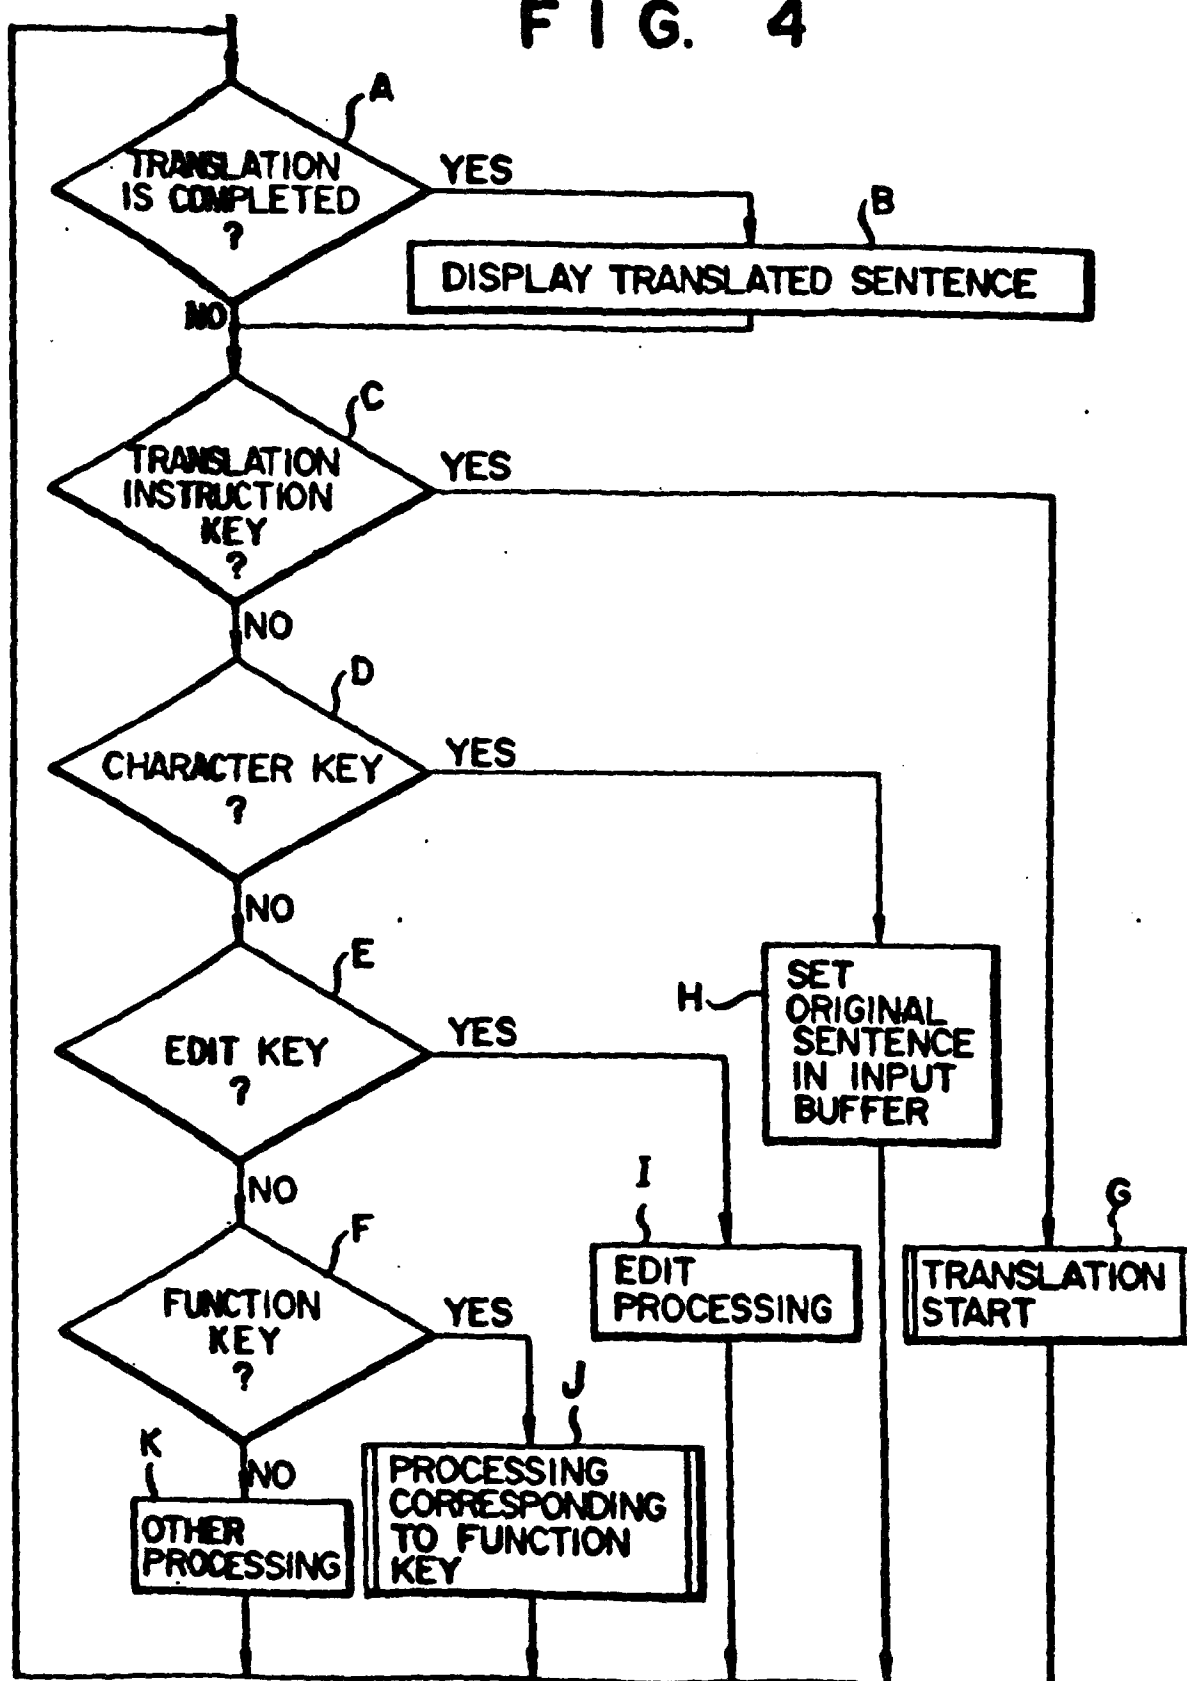 FIG. 4
A
TRANSLATION
IS COMPLETED
?
YES
B
DISPLAY TRANSLATED SENTENCE
NO
C
TRANSLATION
INSTRUCTION
KEY
?
YES
NO
D
CHARACTER KEY
?
YES
NO
E
EDIT KEY
?
YES
H
SET
ORIGINAL
SENTENCE
IN INPUT
BUFFER
NO
I
EDIT
PROCESSING
G
TRANSLATION
START
F
FUNCTION
KEY
?
YES
J
PROCESSING
CORRESPONDING
TO FUNCTION
KEY
K
NO
OTHER
PROCESSING